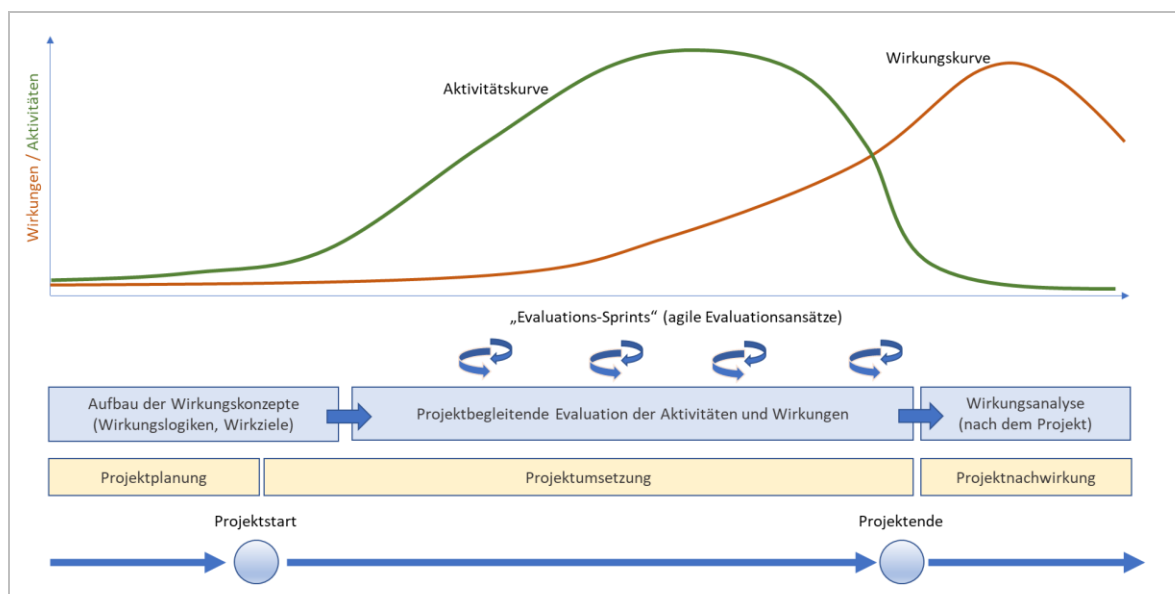 Wirkungen / Aktivitäten
Aktivitätskurve
Wirkungskurve
„Evaluations-Sprints“ (agile Evaluationsansätze)
Aufbau der Wirkungskonzepte
(Wirkungslogiken, Wirkziele)
Projektbegleitende Evaluation der Aktivitäten und Wirkungen
Wirkungsanalyse
(nach dem Projekt)
Projektplanung
Projektumsetzung
Projektnachwirkung
Projektstart
Projektende